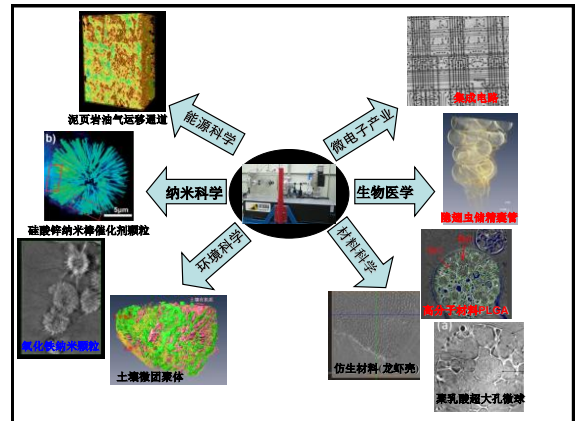 泥页岩油气运移通道
能源科学
微电子产业
集成电路
b)
5μm
硅酸锌纳米棒催化剂颗粒
纳米科学
生物医学
隐翅虫储精囊管
环境科学
材料科学
氧化铁纳米颗粒
土壤微团聚体
仿生材料(龙虾壳)
高分子材料PLGA
(a)
聚乳酸超大孔微球